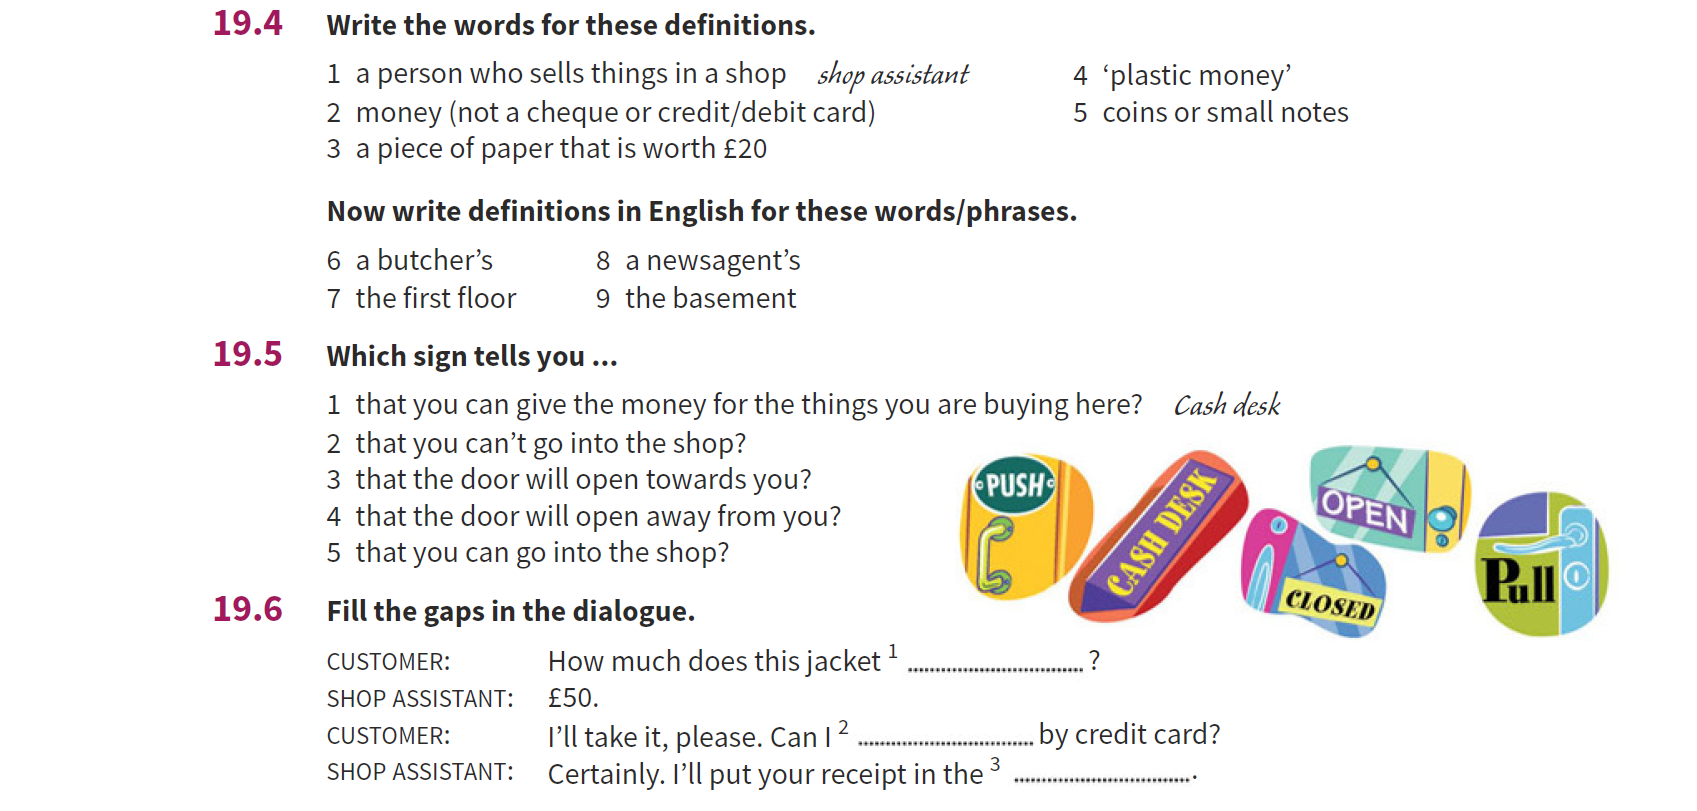 19.4 Write the words for these definitions.
1 a person who sells things in a shop shop assistant
2 money (not a cheque or credit/debit card)
3 a piece of paper that is worth £20
4 ‘plastic money’
5 coins or small notes
Now write definitions in English for these words/phrases.
6 a butcher’s
7 the first floor
8 a newsagent’s
9 the basement
19.5 Which sign tells you ...
1 that you can give the money for the things you are buying here? Cash desk
2 that you can’t go into the shop?
3 that the door will open towards you?
4 that the door will open away from you?
5 that you can go into the shop?
PUSH
CASH DESK
OPEN
CLOSED
Pull
19.6 Fill the gaps in the dialogue.
CUSTOMER: How much does this jacket 1 ........................................ ?
SHOP ASSISTANT: £50.
CUSTOMER: I’ll take it, please. Can I 2 ........................................ by credit card?
SHOP ASSISTANT: Certainly. I’ll put your receipt in the 3 ........................................ .